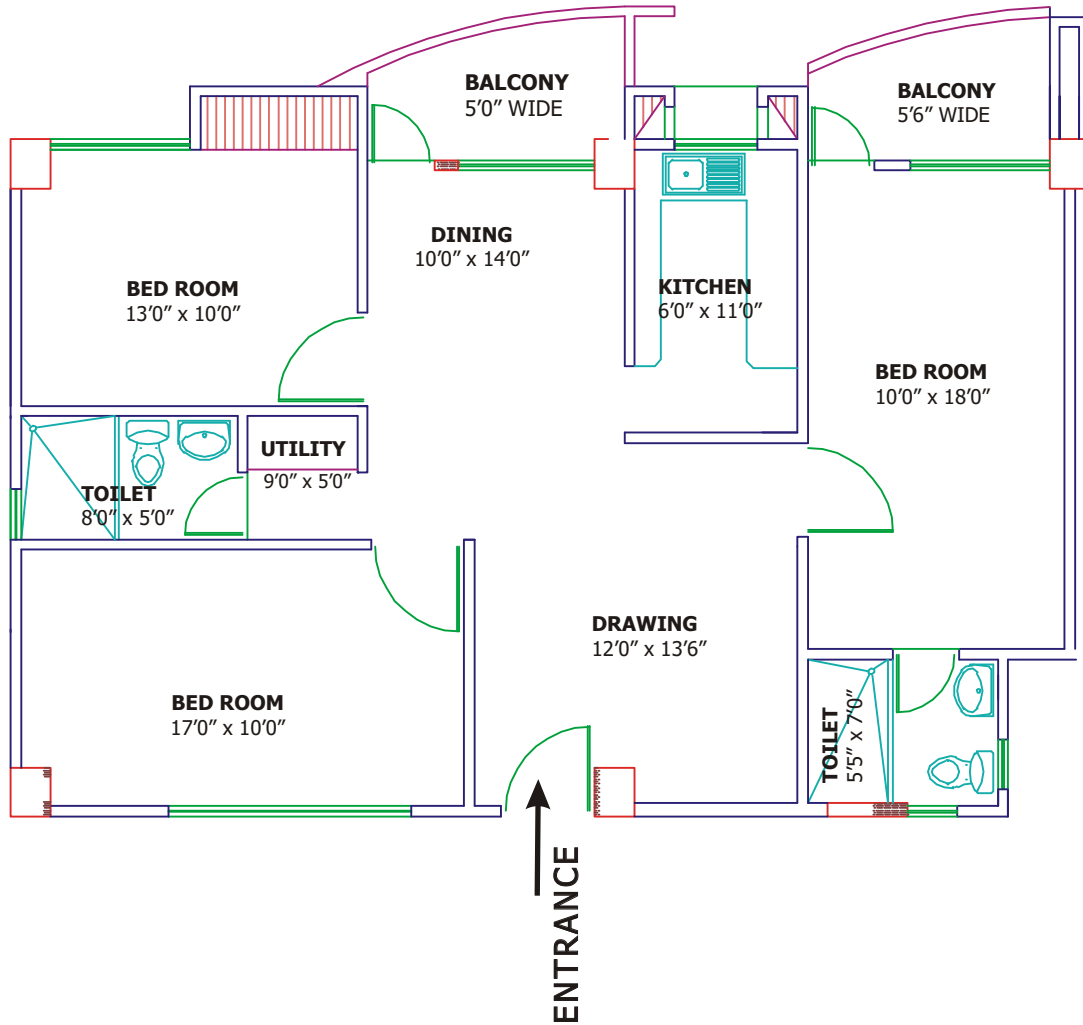 BALCONY
5'0" WIDE
BALCONY
5'6" WIDE
DINING
10'0" x 14'0"
BED ROOM
13'0" x 10'0"
KITCHEN
6'0" x 11'0"
BED ROOM
10'0" x 18'0"
UTILITY
9'0" x 5'0"
TOILET
8'0" x 5'0"
DRAWING
12'0" x 13'6"
BED ROOM
17'0" x 10'0"
TOILET
5'5" x 7'0"
ENTRANCE